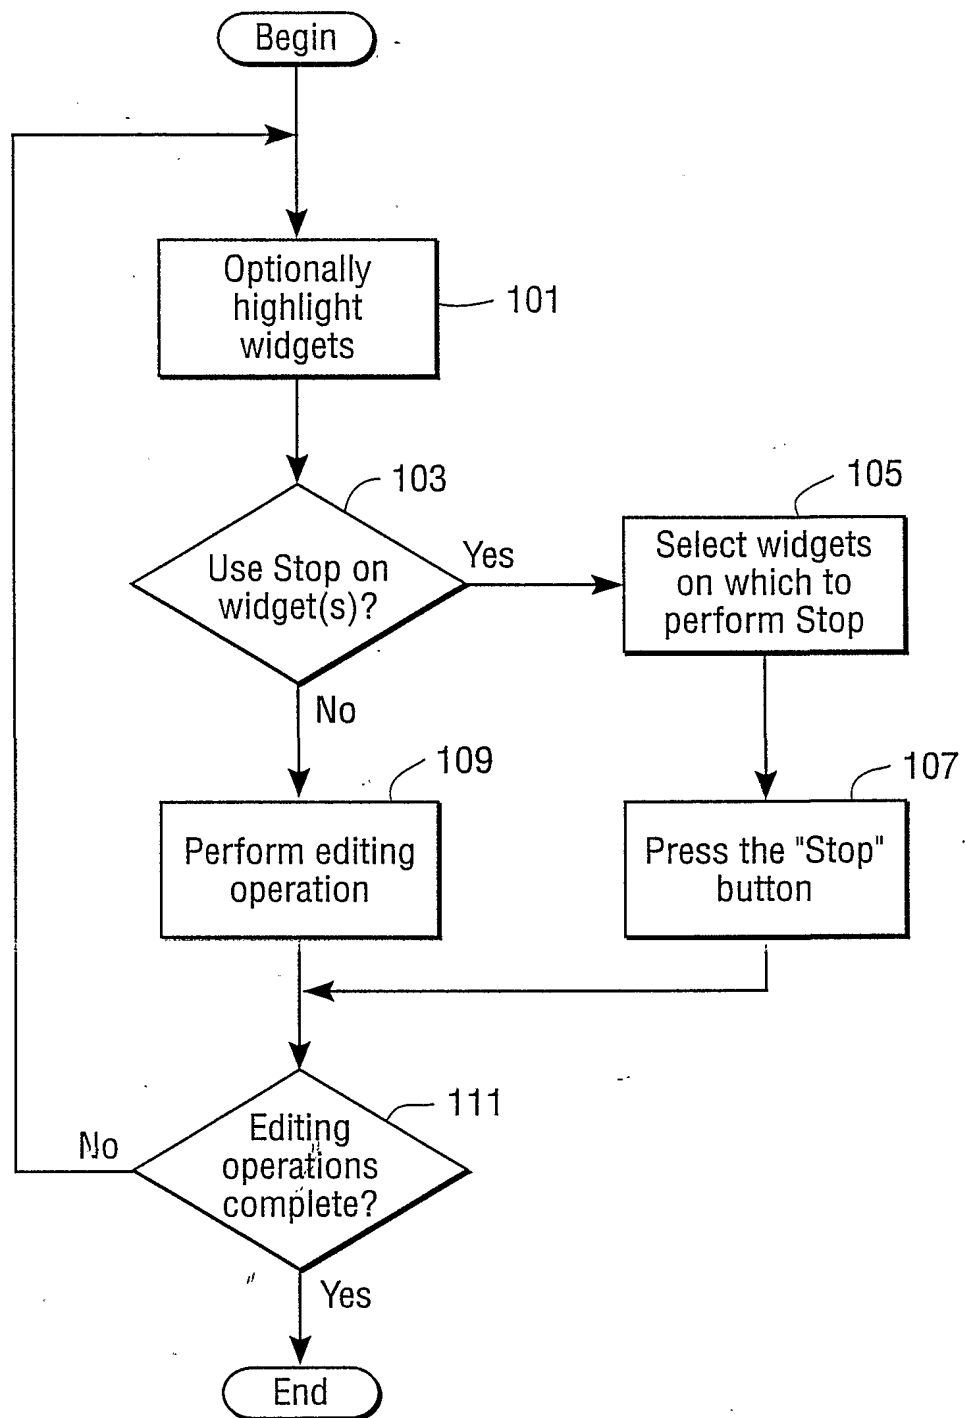 Begin
Optionally
highlight
widgets
101
103
Use Stop on
widget(s)?
Yes
No
105
Select widgets
on which to
perform Stop
109
Perform editing
operation
107
Press the "Stop"
button
111
Editing
operations
complete?
No
Yes
End